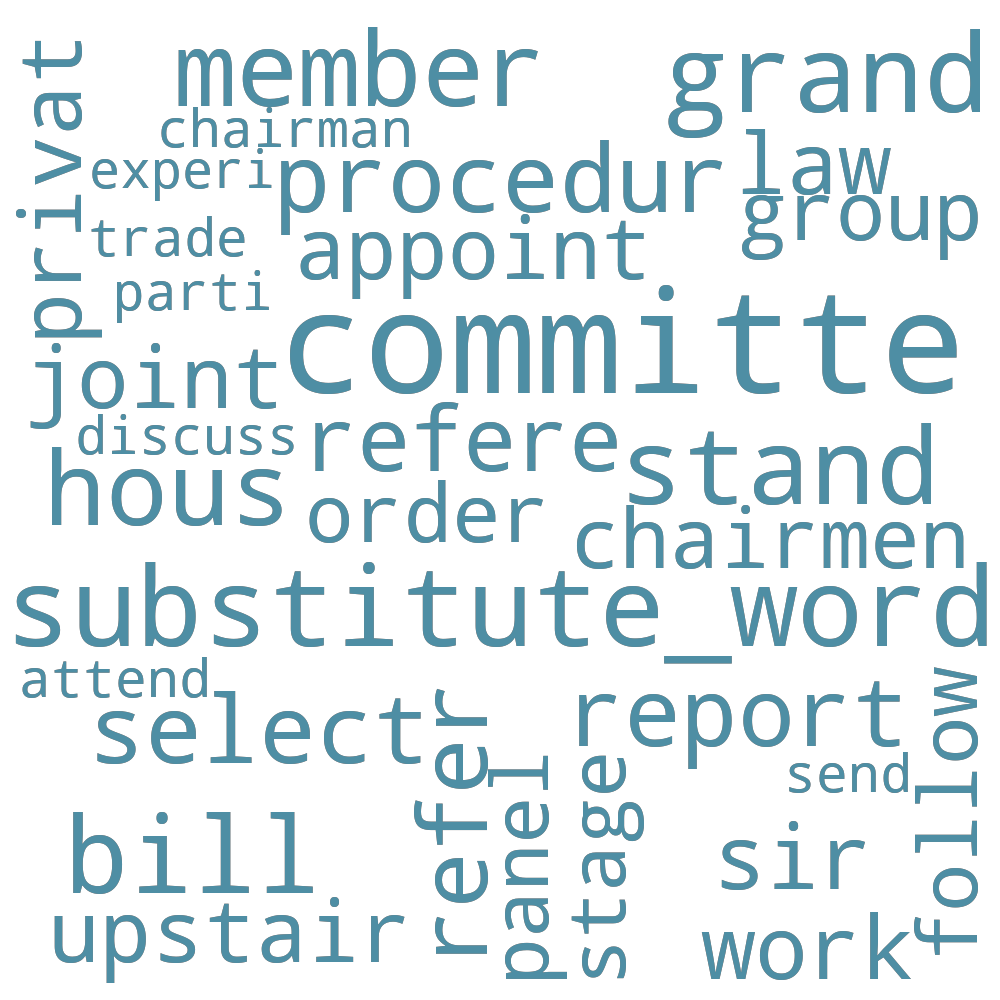 privat
member
grand
chairman
experi
procedur
law
group
trade
appoint
parti
committe
joint
discuss
refere
stand
hous
order
chairmen
substitute_word
attend
select
refer
report
follow
panel
stage
send
bill
sir
upstair
work